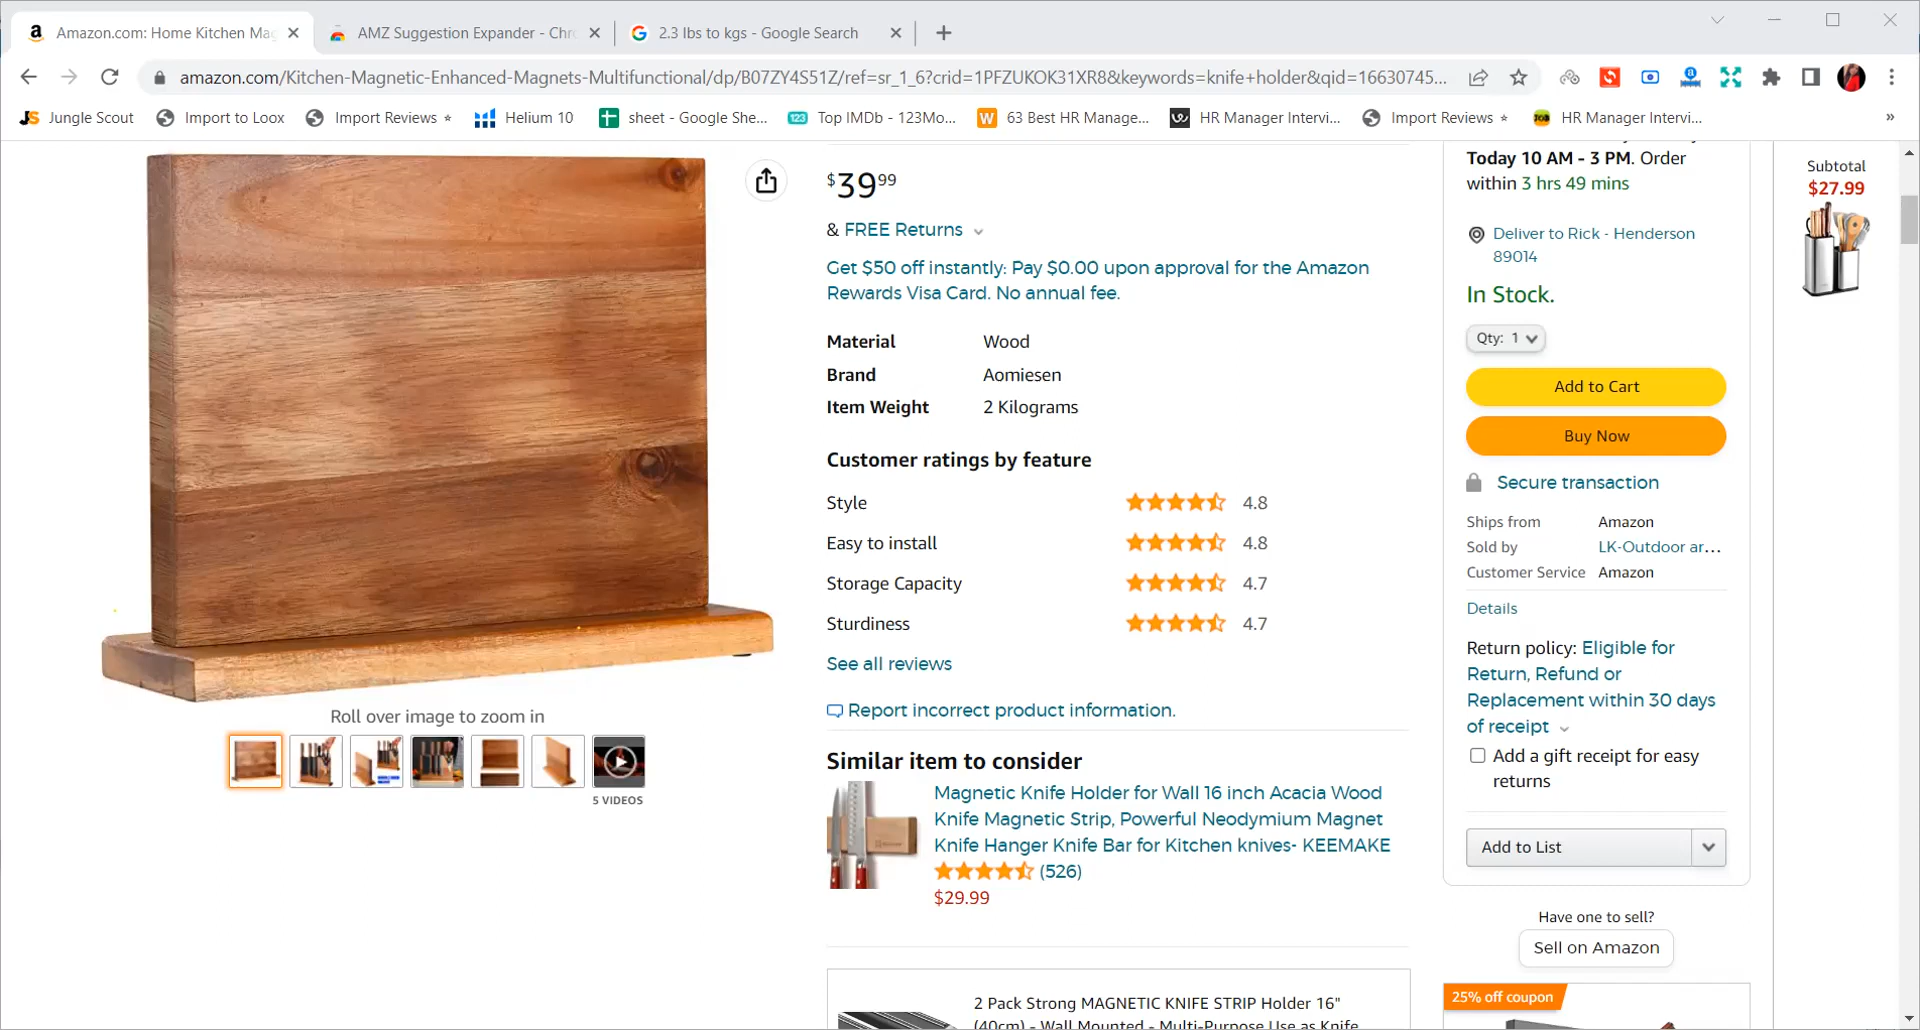 Amazon.com: Home Kitchen Mag
AMZ Suggestion Expander - Chro
2.3 lbs to kgs - Google Search
amazon.com/Kitchen-Magnetic-Enhanced-Magnets-Multifunctional/dp/B07ZY4S51Z/ref=sr_1_6?crid=1PFZUKOK31XR8&keywords=knife+holder&qid=16630745...
Jungle Scout
Import to Loox
Import Reviews ⭑
Helium 10
sheet - Google She...
Top IMDb - 123Mo...
63 Best HR Manage...
HR Manager Intervi...
Import Reviews ⭑
HR Manager Intervi...
»
Roll over image to zoom in
5 VIDEOS
$39 99
& FREE Returns
Get $50 off instantly: Pay $0.00 upon approval for the Amazon
Rewards Visa Card. No annual fee.
Material Wood
Brand Aomiesen
Item Weight 2 Kilograms
Customer ratings by feature
Style 4.8
Easy to install 4.8
Storage Capacity 4.7
Sturdiness 4.7
See all reviews
Report incorrect product information.
Similar item to consider
Magnetic Knife Holder for Wall 16 inch Acacia Wood
Knife Magnetic Strip, Powerful Neodymium Magnet
Knife Hanger Knife Bar for Kitchen knives- KEEMAKE
(526)
$29.99
2 Pack Strong MAGNETIC KNIFE STRIP Holder 16"
(40cm) - Wall Mounted - Multi-Purpose Use as Knife
Today 10 AM - 3 PM. Order
within 3 hrs 49 mins
Deliver to Rick - Henderson
89014
In Stock.
Qty: 1
Add to Cart
Buy Now
Secure transaction
Ships from Amazon
Sold by LK-Outdoor ar...
Customer Service Amazon
Details
Return policy: Eligible for
Return, Refund or
Replacement within 30 days
of receipt
Add a gift receipt for easy
returns
Add to List
Have one to sell?
Sell on Amazon
25% off coupon
Subtotal
$27.99